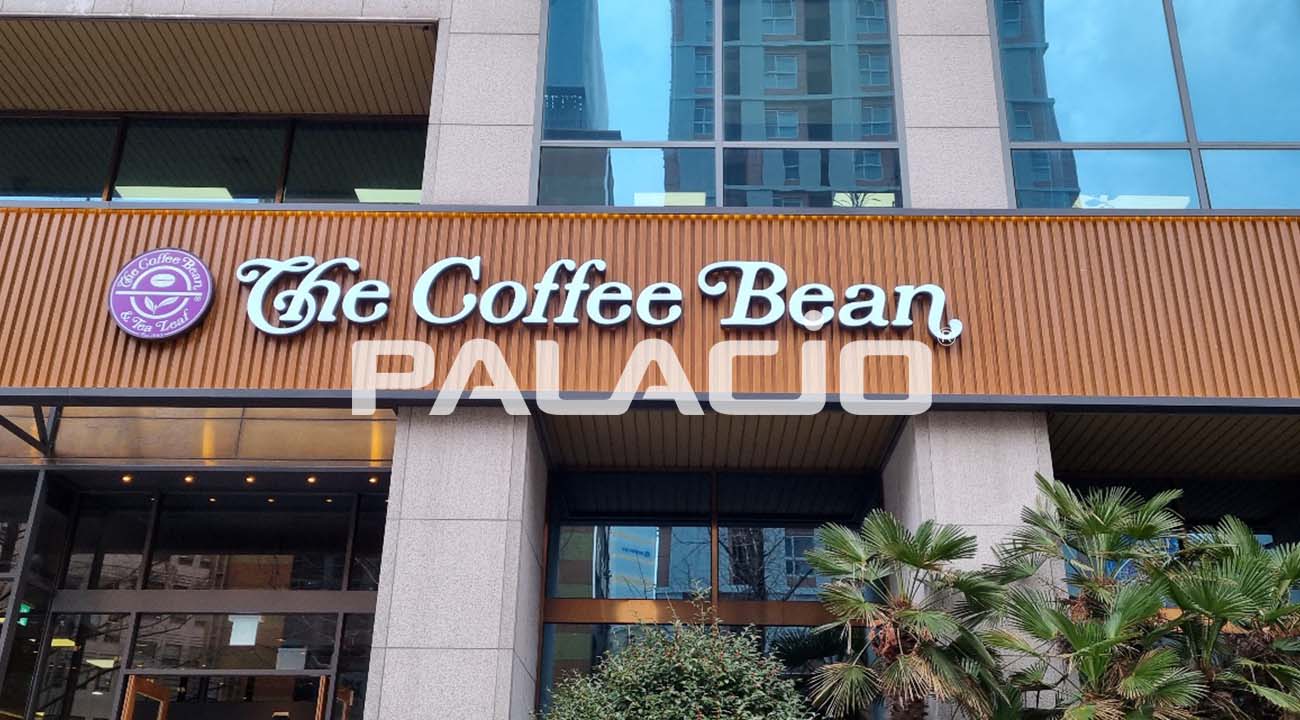 The Coffee Bean
& Tea Leaf
®
The Coffee Bean
®
PALACIO